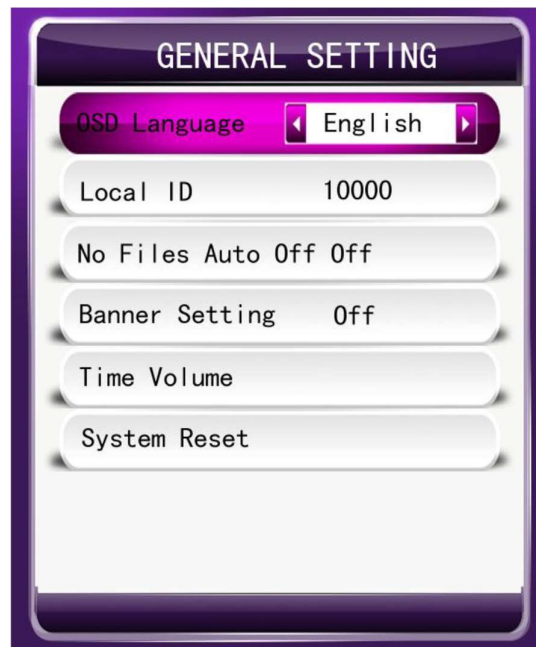 GENERAL SETTING
OSD Language English
Local ID 10000
No Files Auto Off Off
Banner Setting Off
Time Volume
System Reset